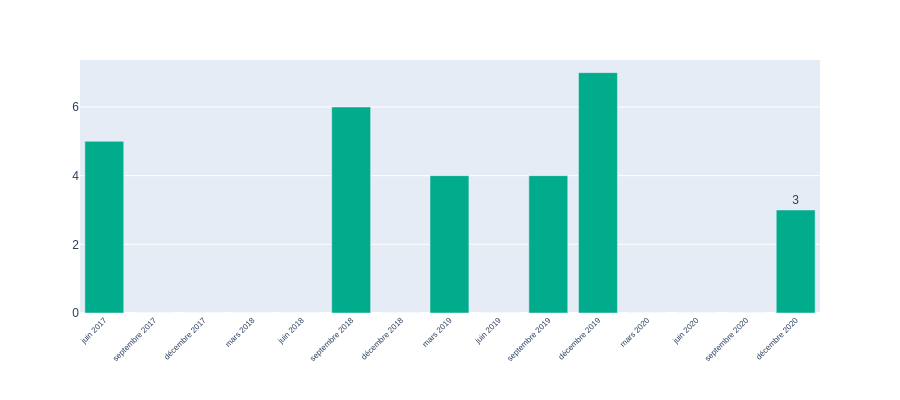 6
4
2
0
3
juin 2017
septembre 2017
décembre 2017
mars 2018
juin 2018
septembre 2018
décembre 2018
mars 2019
juin 2019
septembre 2019
décembre 2019
mars 2020
juin 2020
septembre 2020
décembre 2020